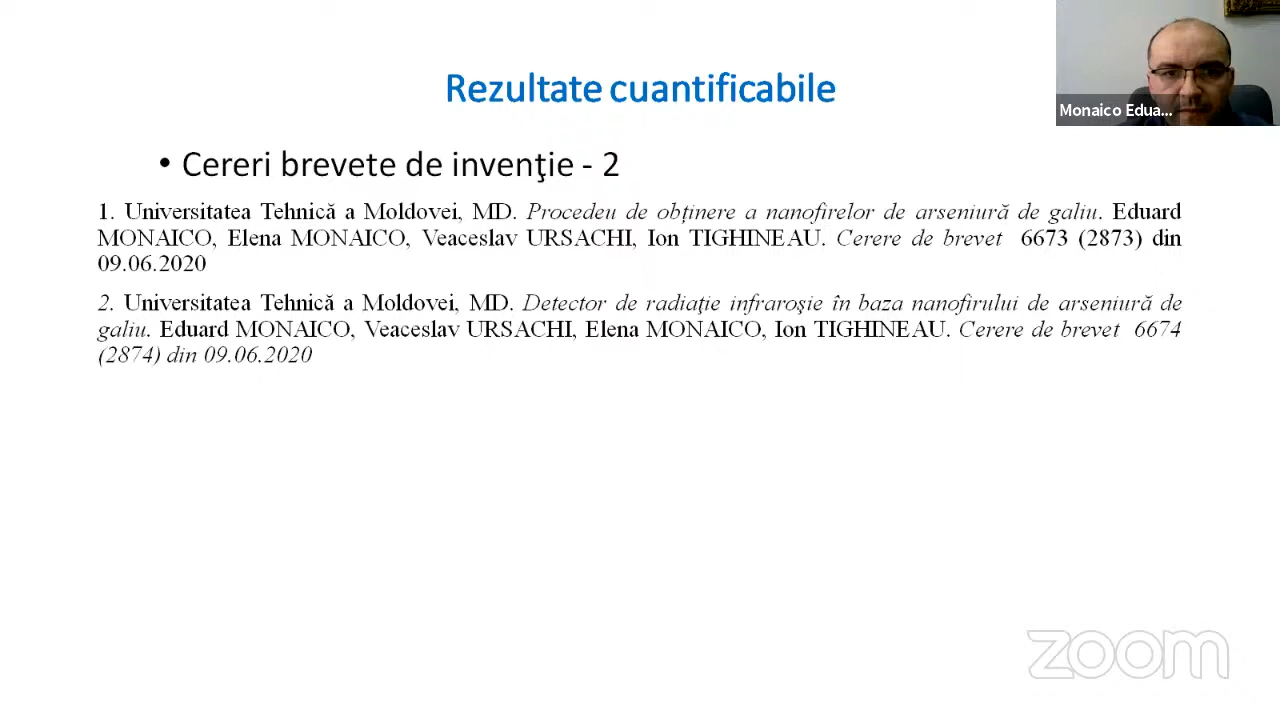 Rezultate cuantificabile
Monaico Edua...
• Cereri brevete de invenţie - 2
1. Universitatea Tehnică a Moldovei, MD. Procedeu de obținere a nanofirelor de arseniură de galiu. Eduard
MONAICO, Elena MONAICO, Veaceslav URSACHI, Ion TIGHINEAU. Cerere de brevet 6673 (2873) din
09.06.2020
2. Universitatea Tehnică a Moldovei, MD. Detector de radiaţie infraroşie în baza nanofirului de arseniură de
galiu. Eduard MONAICO, Veaceslav URSACHI, Elena MONAICO, Ion TIGHINEAU. Cerere de brevet 6674
(2874) din 09.06.2020
zoom